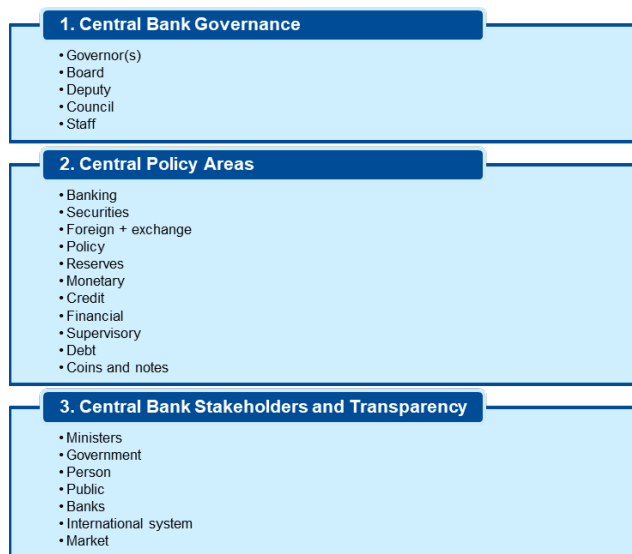 1. Central Bank Governance
• Governor(s)
• Board
• Deputy
• Council
• Staff
2. Central Policy Areas
• Banking
• Securities
• Foreign + exchange
• Policy
• Reserves
• Monetary
• Credit
• Financial
• Supervisory
• Debt
• Coins and notes
3. Central Bank Stakeholders and Transparency
• Ministers
• Government
• Person
• Public
• Banks
• International system
• Market